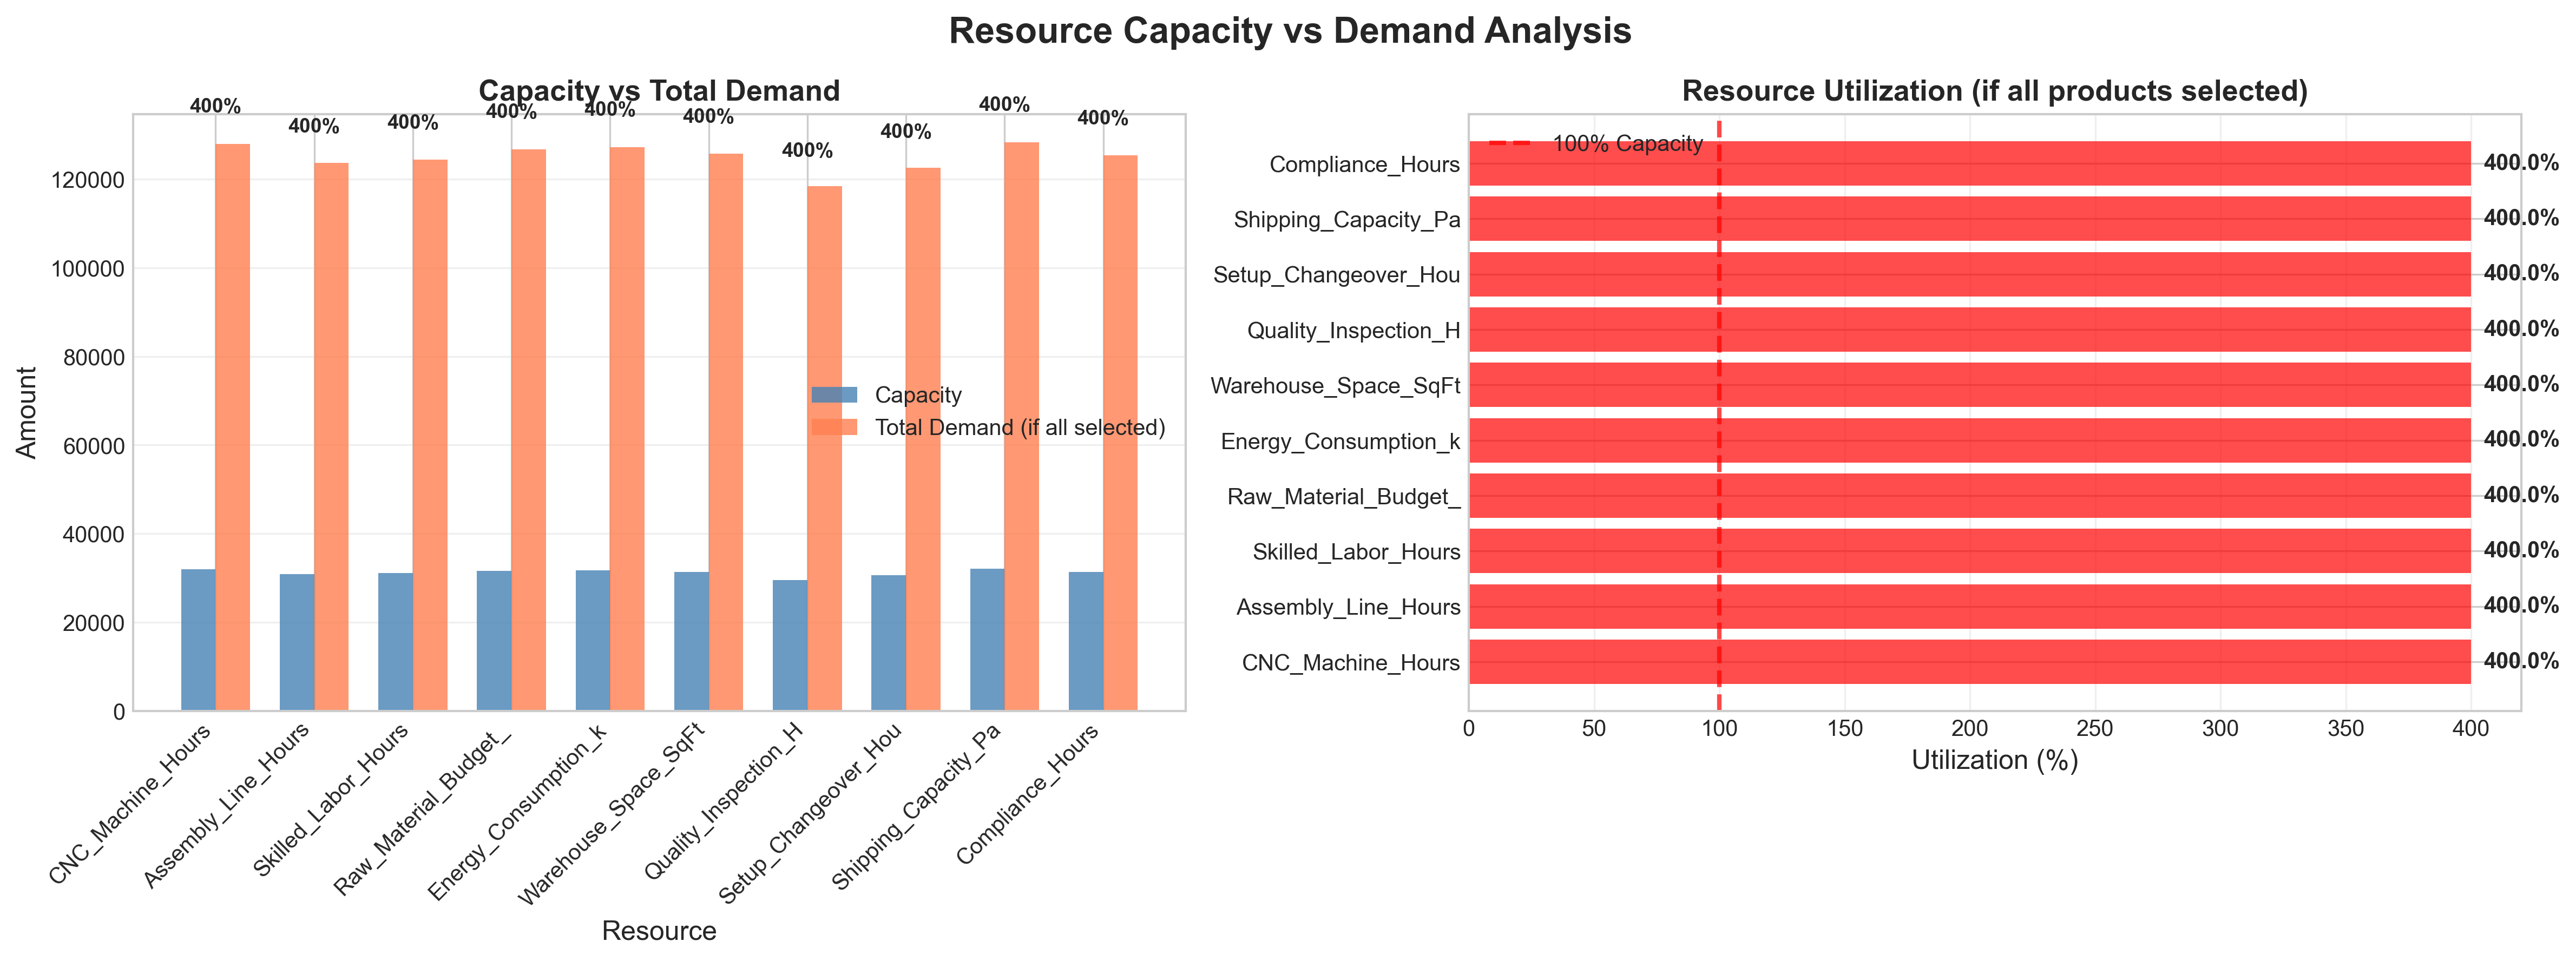 Resource Capacity vs Demand Analysis
Capacity vs Total Demand
400%
400%
400%
400%
400%
400%
400%
400%
400%
400%
Amount
120000
100000
80000
60000
40000
20000
0
Capacity
Total Demand (if all selected)
CNC_Machine_Hours
Assembly_Line_Hours
Skilled_Labor_Hours
Raw_Material_Budget_
Energy_Consumption_k
Warehouse_Space_SqFt
Quality_Inspection_H
Setup_Changeover_Hou
Shipping_Capacity_Pa
Compliance_Hours
Resource
Resource Utilization (if all products selected)
100% Capacity
Compliance_Hours 400.0%
Shipping_Capacity_Pa 400.0%
Setup_Changeover_Hou 400.0%
Quality_Inspection_H 400.0%
Warehouse_Space_SqFt 400.0%
Energy_Consumption_k 400.0%
Raw_Material_Budget_ 400.0%
Skilled_Labor_Hours 400.0%
Assembly_Line_Hours 400.0%
CNC_Machine_Hours 400.0%
0 50 100 150 200 250 300 350 400
Utilization (%)